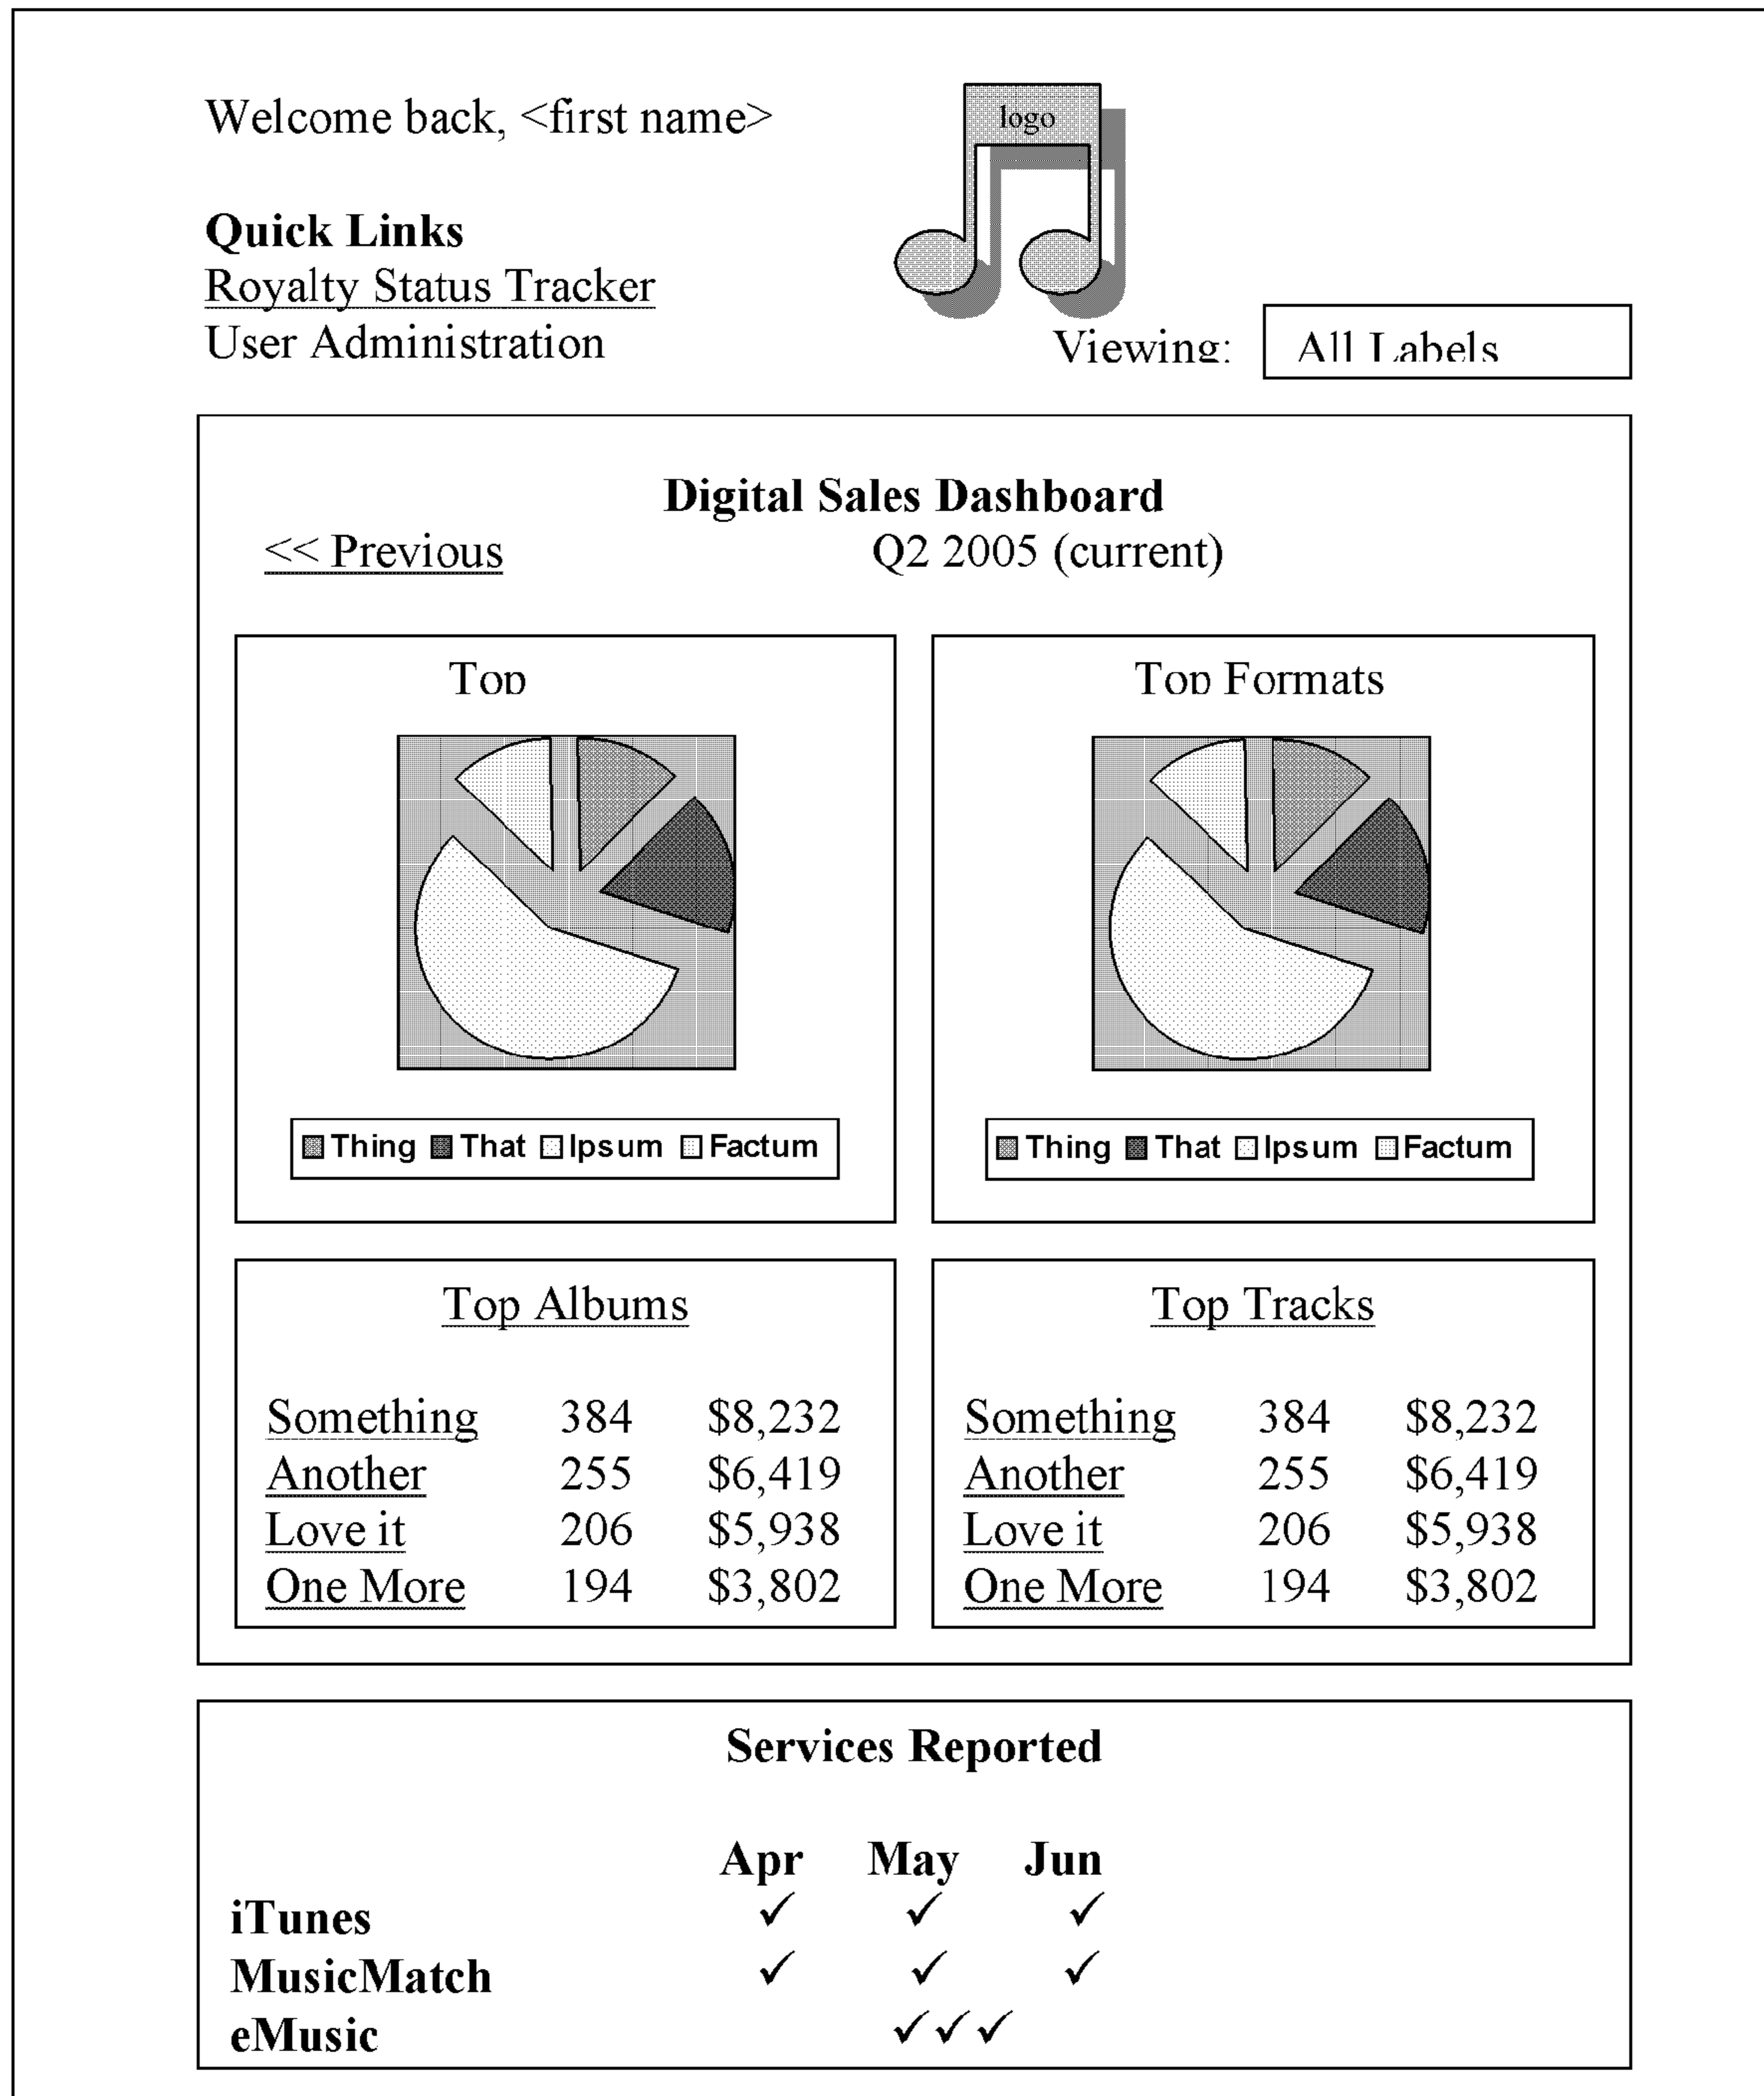 Welcome back, <first name>
logo
Quick Links
Royalty Status Tracker
User Administration
Viewing: All Labels
Digital Sales Dashboard
<< Previous Q2 2005 (current)
Top
Thing That Ipsum Factum
Top Formats
Thing That Ipsum Factum
Top Albums
Something 384 $8,232
Another 255 $6,419
Love it 206 $5,938
One More 194 $3,802
Top Tracks
Something 384 $8,232
Another 255 $6,419
Love it 206 $5,938
One More 194 $3,802
Services Reported
Apr May Jun
iTunes ✓ ✓ ✓
MusicMatch ✓ ✓ ✓
eMusic ✓✓✓